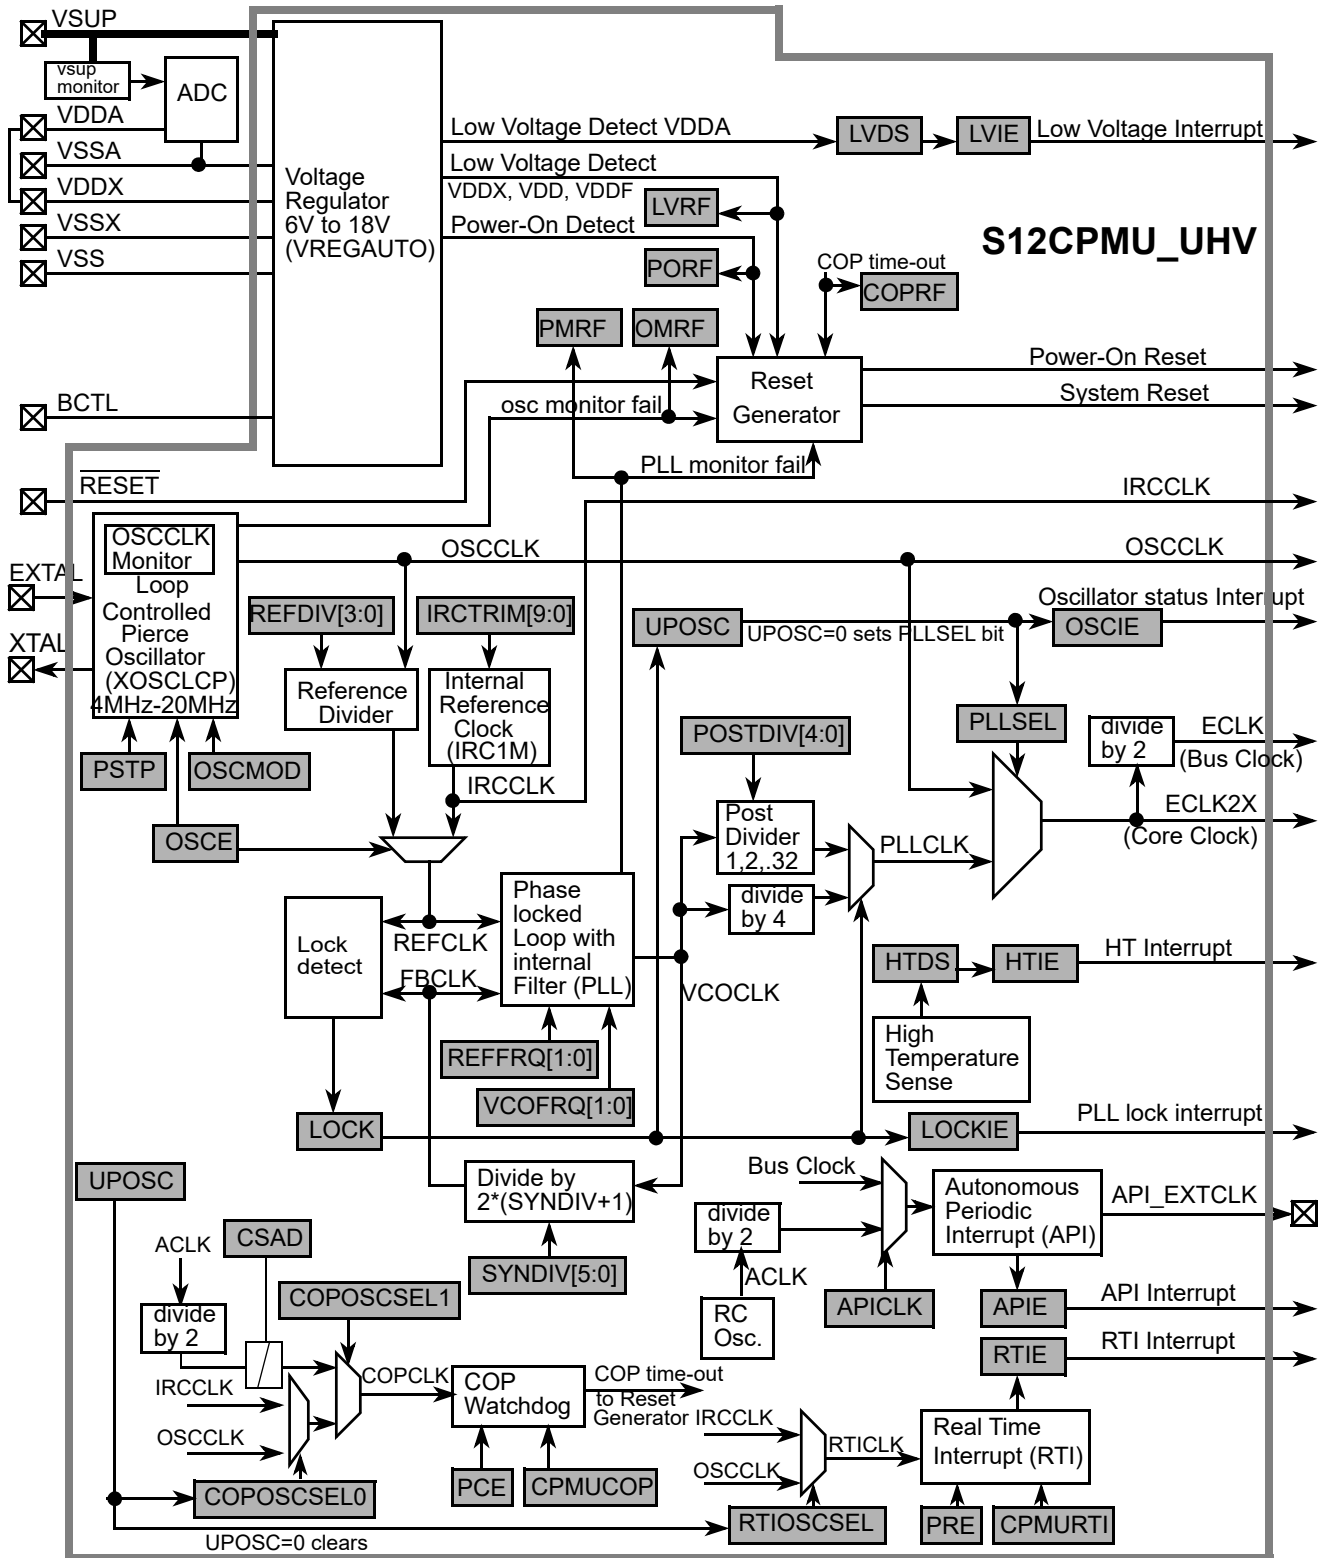 VSUP
vsup
monitor
ADC
VDDA
VSSA
VDDX
VSSX
VSS
BCTL
Voltage
Regulator
6V to 18V
(VREGAUTO)
Low Voltage Detect VDDA
LVDS
LVIE
Low Voltage Interrupt
Low Voltage Detect
VDDX, VDD, VDDF
LVRF
Power-On Detect
PORF
S12CPMU_UHV
COP time-out
COPRF
PMRF
OMRF
Reset
Generator
Power-On Reset
System Reset
osc monitor fail
PLL monitor fail
RESET
IRCCLK
OSCCLK
Monitor
Loop
Controlled
Pierce
Oscillator
(XOSCLCP)
4MHz-20MHz
EXTAL
XTAL
OSCCLK
OSCCLK
REFDIV[3:0]
IRCTRIM[9:0]
UPOSC
UPOSC=0 sets PLLSEL bit
Oscillator status Interrupt
OSCIE
Reference
Divider
Internal
Reference
Clock
(IRC1M)
PSTP
OSCMOD
OSCE
IRCCLK
POSTDIV[4:0]
PLLSEL
divide
by 2
ECLK
(Bus Clock)
ECLK2X
(Core Clock)
Post
Divider
1,2,.32
PLLCLK
divide
by 4
Lock
detect
REFCLK
FBCLK
Phase
locked
Loop with
internal
Filter (PLL)
VCOCLK
REFFRQ[1:0]
VCOFRQ[1:0]
HTDS
HTIE
HT Interrupt
High
Temperature
Sense
LOCK
LOCKIE
PLL lock interrupt
UPOSC
Divide by
2*(SYNDIV+1)
SYNDIV[5:0]
Bus Clock
divide
by 2
ACLK
RC
Osc.
APICLK
Autonomous
Periodic
Interrupt (API)
API_EXTCLK
APIE
API Interrupt
RTIE
RTI Interrupt
CSAD
ACLK
divide
by 2
COPOSCSEL1
IRCCLK
OSCCLK
COPCLK
COP
Watchdog
COP time-out
to Reset
Generator
IRCCLK
OSCCLK
RTICLK
Real Time
Interrupt (RTI)
COPOSCSEL0
PCE
CPMUCOP
RTIOSCSEL
PRE
CPMURTI
UPOSC=0 clears